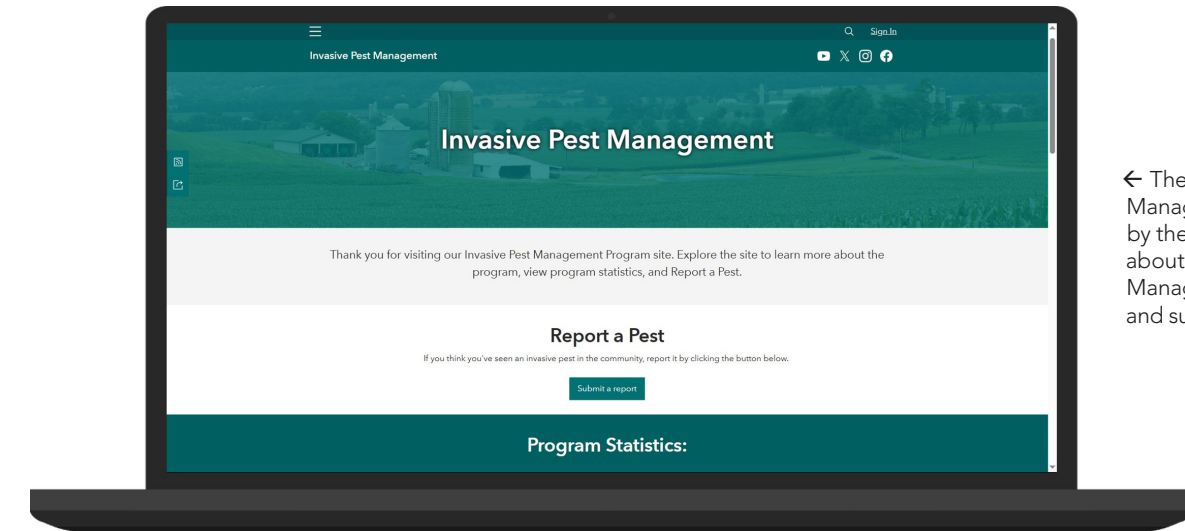 Sign In
Invasive Pest Management
Invasive Pest Management
Thank you for visiting our Invasive Pest Management Program site. Explore the site to learn more about the
program, view program statistics, and Report a Pest.
Report a Pest
If you think you've seen an invasive pest in the community, report it by clicking the button below.
Submit a report
Program Statistics:
← The
by the
about
and